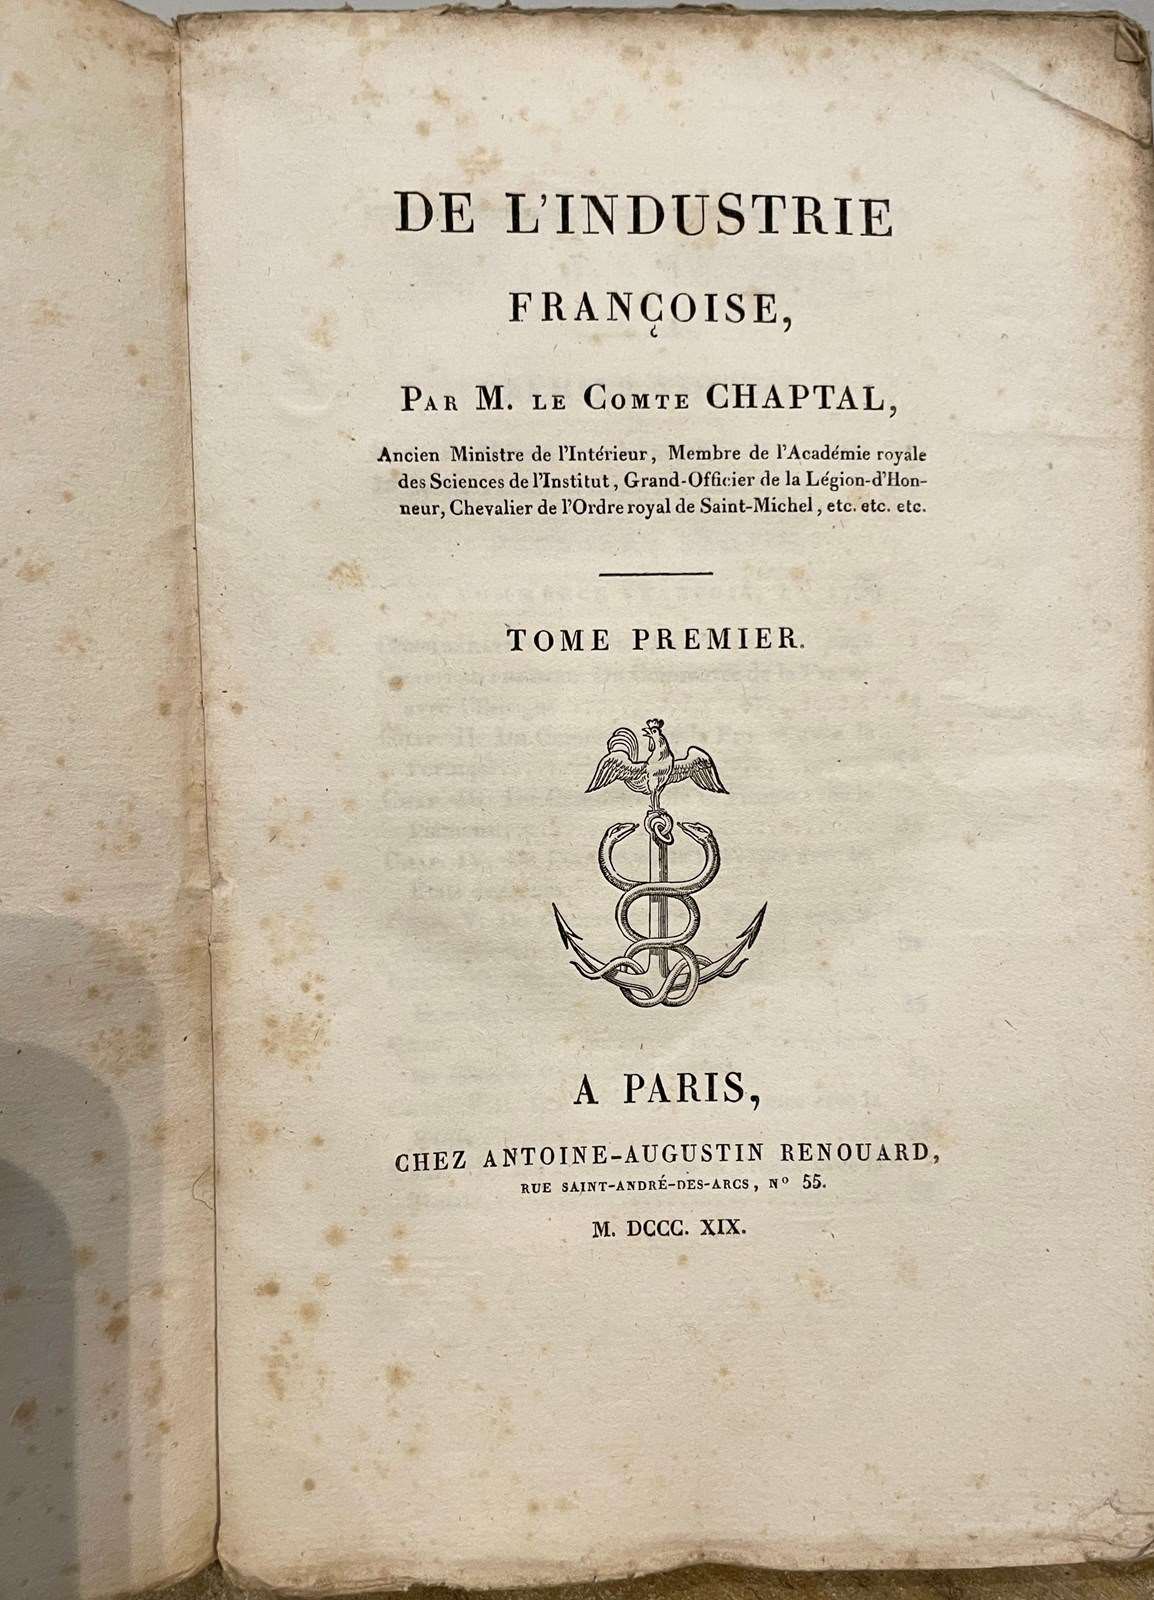 DE L'INDUSTRIE
FRANÇOISE,
PAR M. LE COMTE CHAPTAL,
Ancien Ministre de l'Intérieur, Membre de l'Académie royale
des Sciences de l'Institut, Grand-Officier de la Légion-d'Hon-
neur, Chevalier de l'Ordre royal de Saint-Michel, etc. etc. etc.
TOME PREMIER.
A PARIS,
CHEZ ANTOINE-AUGUSTIN RENOUARD,
RUE SAINT-ANDRÉ-DES-ARCS, Nº 55.
M. DCCC. XIX.